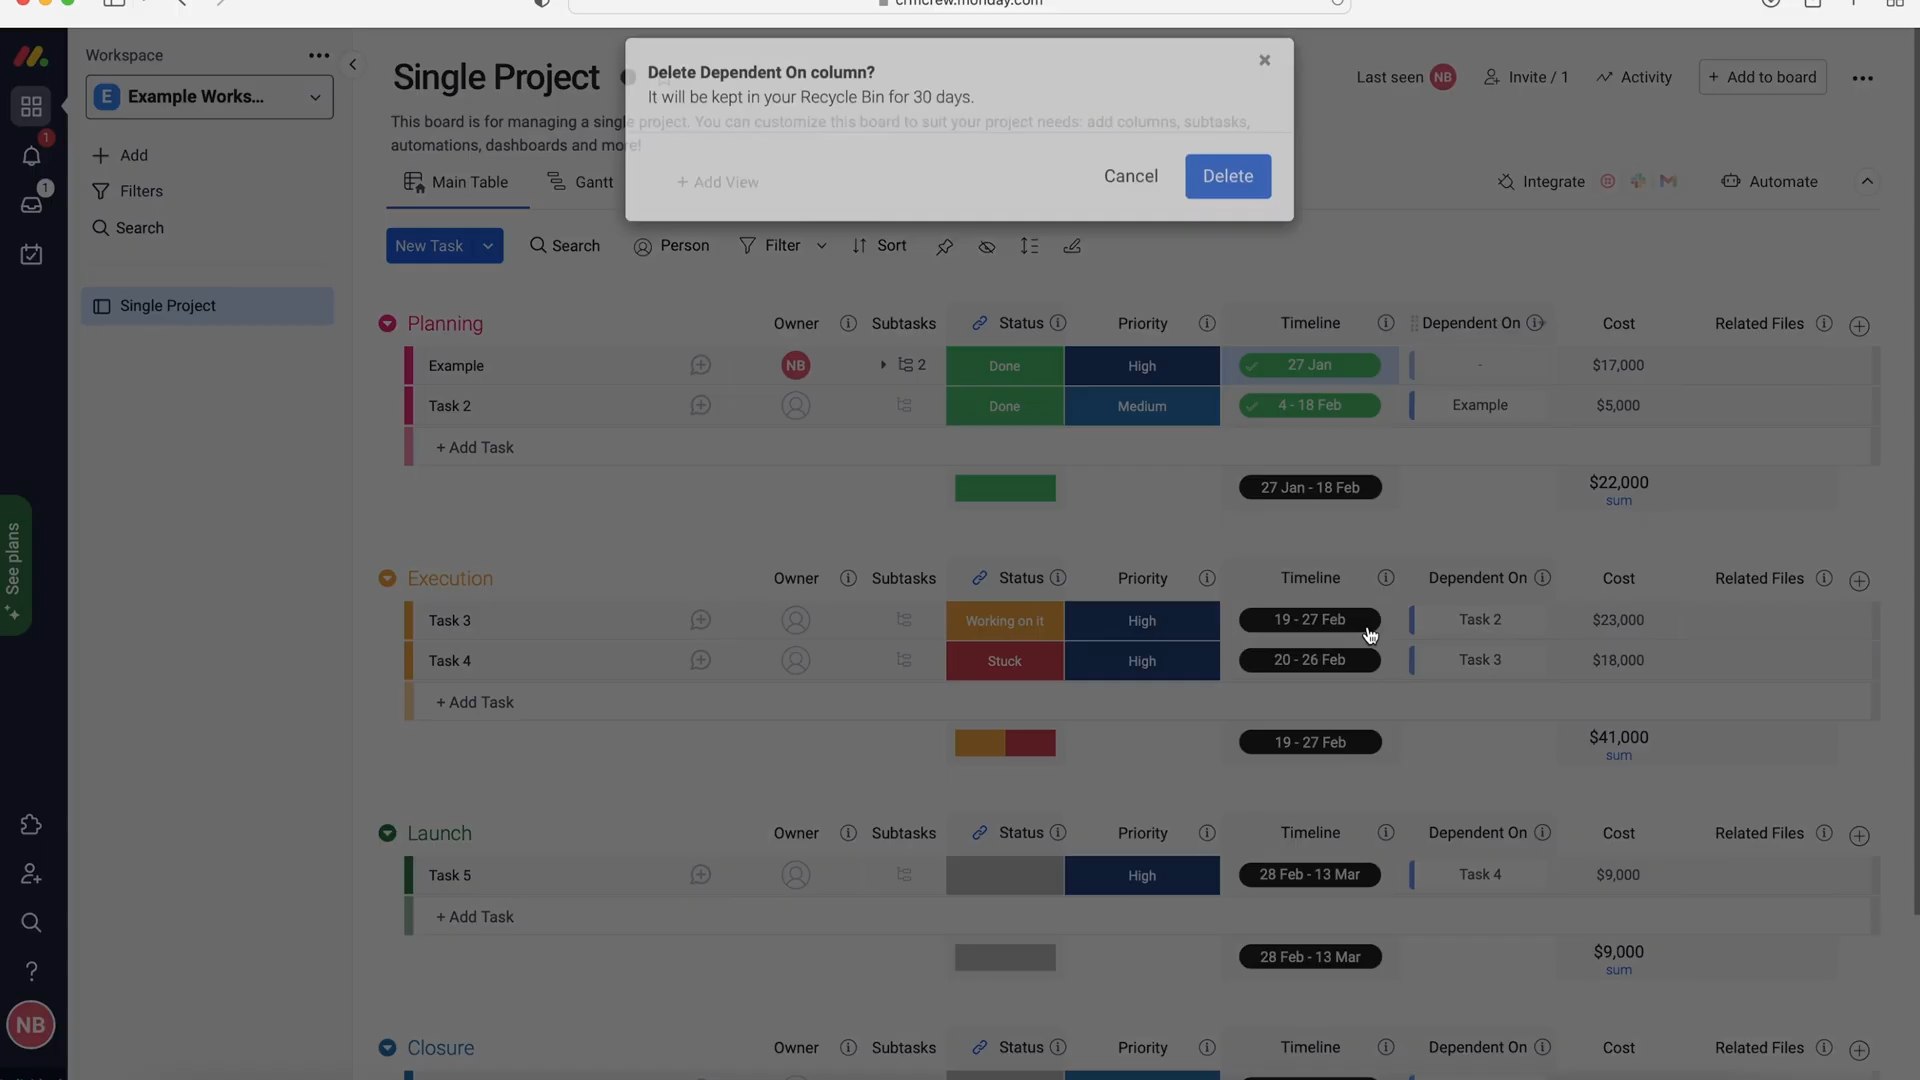 crmcrew.monday.com
Workspace
E Example Works...
Add
Filters
Search
Single Project
1
1
See plans
?
NB
Single Project
This board is for managing a single project. You can customize this board to suit your project needs: add columns, subtasks,
automations, dashboards and more!
Last seen NB Invite / 1 Activity + Add to board
Delete Dependent On column?
It will be kept in your Recycle Bin for 30 days.
Cancel Delete
Main Table Gantt + Add View Integrate Automate
New Task Search Person Filter Sort
Planning Owner Subtasks Status Priority Timeline Dependent On Cost Related Files
Example NB 2 Done High 27 Jan - $17,000
Task 2 Done Medium 4 - 18 Feb Example $5,000
+ Add Task
27 Jan - 18 Feb $22,000
sum
Execution Owner Subtasks Status Priority Timeline Dependent On Cost Related Files
Task 3 Working on it High 19 - 27 Feb Task 2 $23,000
Task 4 Stuck High 20 - 26 Feb Task 3 $18,000
+ Add Task
19 - 27 Feb $41,000
sum
Launch Owner Subtasks Status Priority Timeline Dependent On Cost Related Files
Task 5 High 28 Feb - 13 Mar Task 4 $9,000
+ Add Task
28 Feb - 13 Mar $9,000
sum
Closure Owner Subtasks Status Priority Timeline Dependent On Cost Related Files